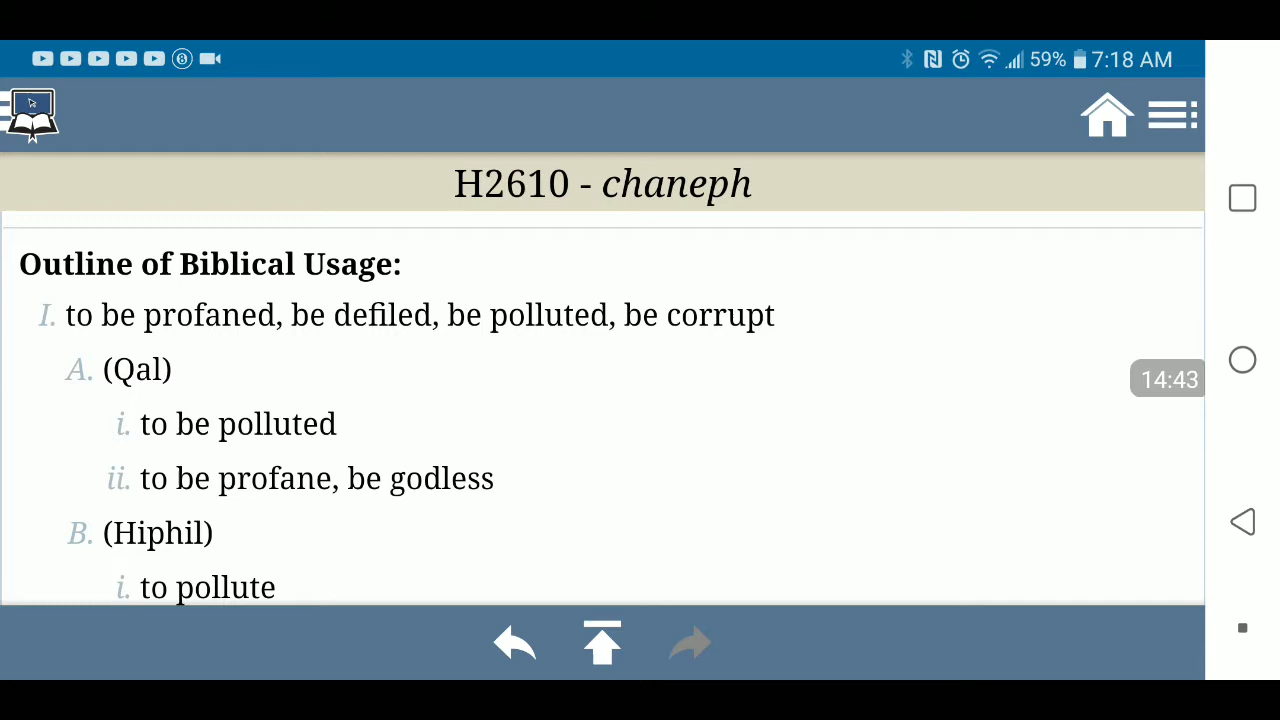 59% 7:18 AM
H2610 - chaneph
Outline of Biblical Usage:
I. to be profaned, be defiled, be polluted, be corrupt
A. (Qal)
14:43
i. to be polluted
ii. to be profane, be godless
B. (Hiphil)
i. to pollute